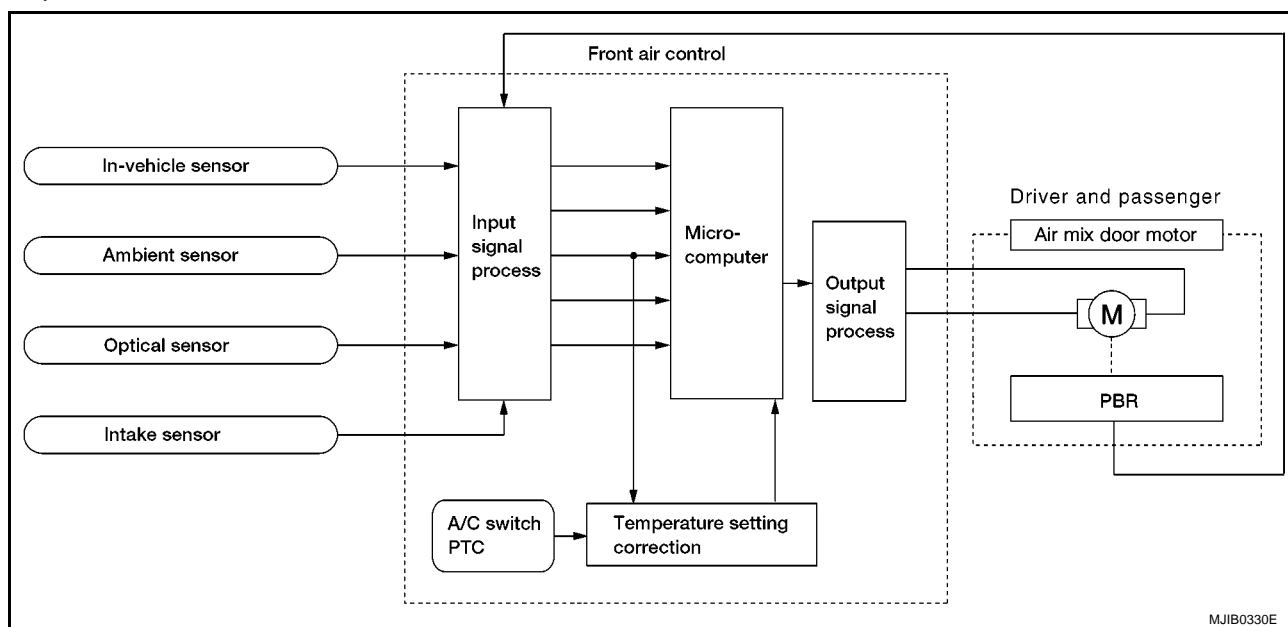 Front air control
In-vehicle sensor
Ambient sensor
Optical sensor
Intake sensor
Input
signal
process
Micro-
computer
Output
signal
process
Driver and passenger
Air mix door motor
M
PBR
A/C switch
PTC
Temperature setting
correction
MJIB0330E